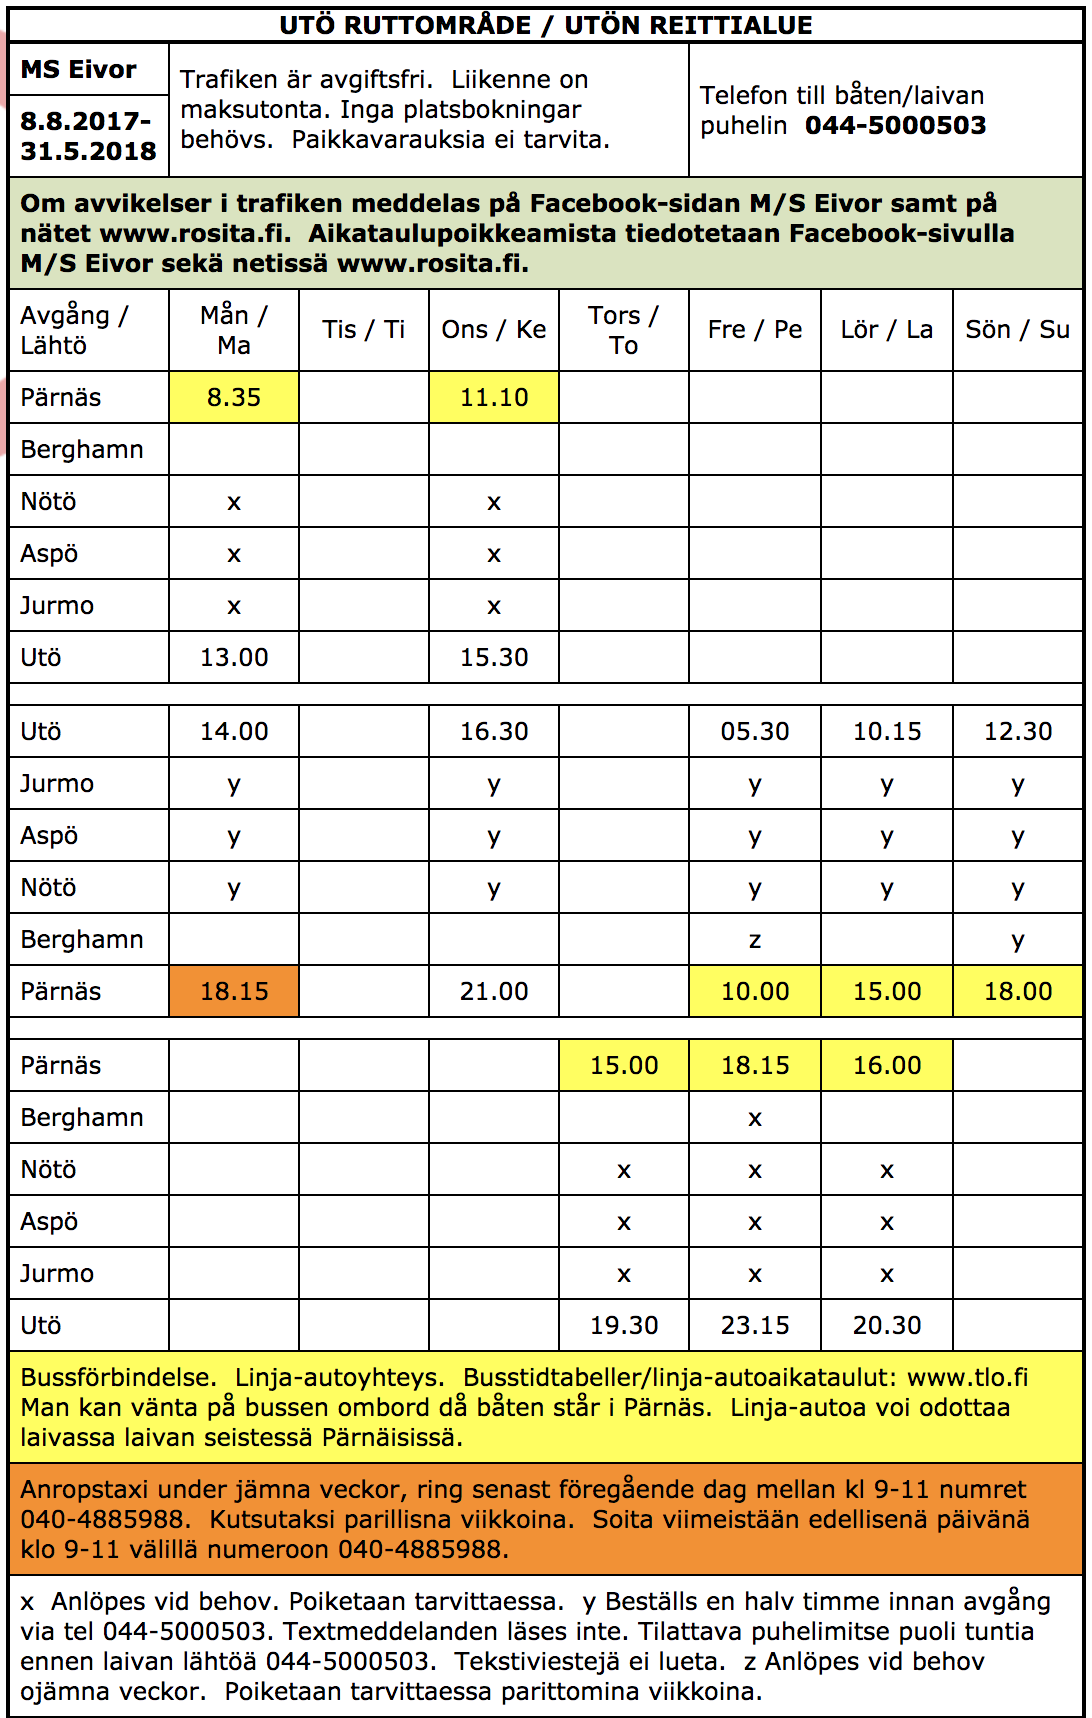 UTÖ RUTTOMRÅDE / UTÖN REITTIALUE
MS Eivor
8.8.2017-
31.5.2018
Trafiken är avgiftsfri. Liikenne on
maksutonta. Inga platsbokningar
behövs. Paikkavarauksia ei tarvita.
Telefon till båten/laivan
puhelin 044-5000503
Om avvikelser i trafiken meddelas på Facebook-sidan M/S Eivor samt på
nätet www.rosita.fi. Aikataulupoikkeamista tiedotetaan Facebook-sivulla
M/S Eivor sekä netissä www.rosita.fi.
Avgång / Lähtö Mån / Ma Tis / Ti Ons / Ke Tors / To Fre / Pe Lör / La Sön / Su
Pärnäs 8.35 11.10
Berghamn
Nötö x x
Aspö x x
Jurmo x x
Utö 13.00 15.30
Utö 14.00 16.30 05.30 10.15 12.30
Jurmo y y y y y
Aspö y y y y y
Nötö y y y y y
Berghamn z y
Pärnäs 18.15 21.00 10.00 15.00 18.00
Pärnäs 15.00 18.15 16.00
Berghamn x
Nötö x x x
Aspö x x x
Jurmo x x x
Utö 19.30 23.15 20.30
Bussförbindelse. Linja-autoyhteys. Busstidtabeller/linja-autoaikataulut: www.tlo.fi
Man kan vänta på bussen ombord då båten står i Pärnäs. Linja-autoa voi odottaa
laivassa laivan seistessä Pärnäisissä.
Anropstaxi under jämna veckor, ring senast föregående dag mellan kl 9-11 numret
040-4885988. Kutsutaksi parillisna viikkoina. Soita viimeistään edellisenä päivänä
klo 9-11 välillä numeroon 040-4885988.
x Anlöpes vid behov. Poiketaan tarvittaessa. y Beställs en halv timme innan avgång
via tel 044-5000503. Textmeddelanden läses inte. Tilattava puhelimitse puoli tuntia
ennen laivan lähtöä 044-5000503. Tekstiviestejä ei lueta. z Anlöpes vid behov
ojämna veckor. Poiketaan tarvittaessa parittomina viikkoina.